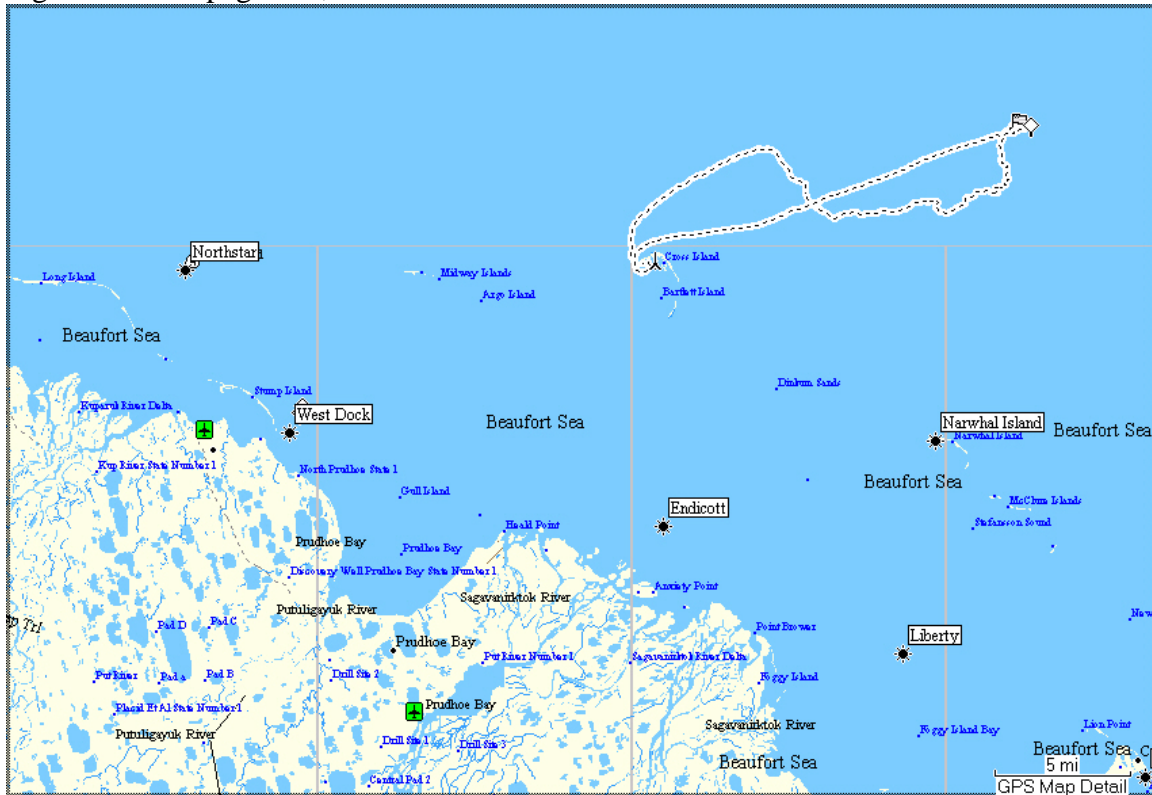 Northstar
Long Island
Midway Islands
Cross Island
Argo Island
Bartlett Island
Beaufort Sea
Stump Island
Dinkum Sands
Kuparuk River Delta
West Dock
Beaufort Sea
Narwhal Island
Beaufort Sea
Narwhal Island
Kup River State Number 1
North Prudhoe State 1
Beaufort Sea
Gull Island
Endicott
McClure Islands
Stefansson Sound
Heald Point
Prudhoe Bay
Prudhoe Bay
Discovery Well Prudhoe Bay State Number 1
Anxiety Point
Sagavanirktok River
Putuligayuk River
Pad D
Pad C
Point Brower
Liberty
Prudhoe Bay
Put River Number 1
Sagavanirktok River Delta
Put River
Pad A
Pad B
Drill Site 2
Foggy Island
Placid Et Al State Number 1
Prudhoe Bay
Sagavanirktok River
Lion Point
Putuligayuk River
Foggy Island Bay
Drill Site 1
Drill Site 3
Beaufort Sea
Beaufort Sea
5 mi
Central Pad 2
GPS Map Detail